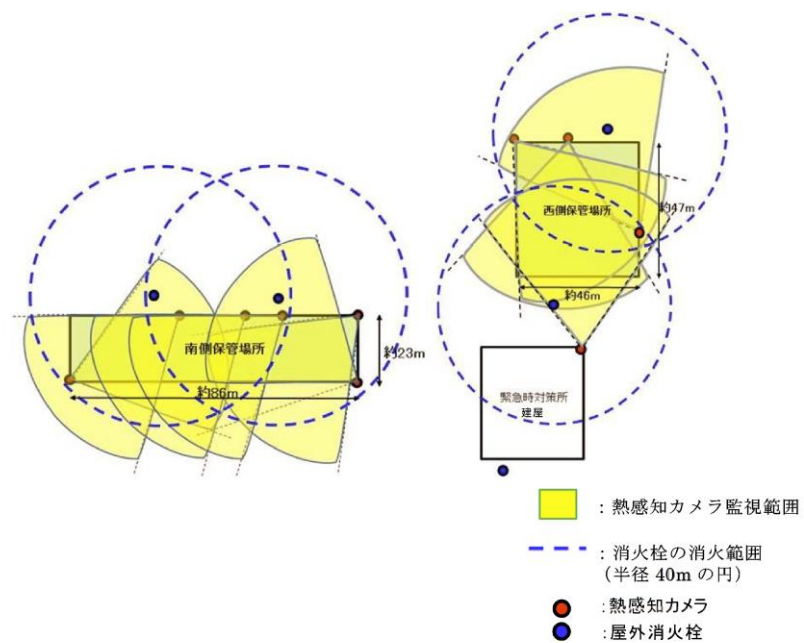 西側保管場所
約47m
約46m
南側保管場所
約23m
約86m
緊急時対策所
建屋
：熱感知カメラ監視範囲
：消火栓の消火範囲
（半径 40m の円）
：熱感知カメラ
：屋外消火栓